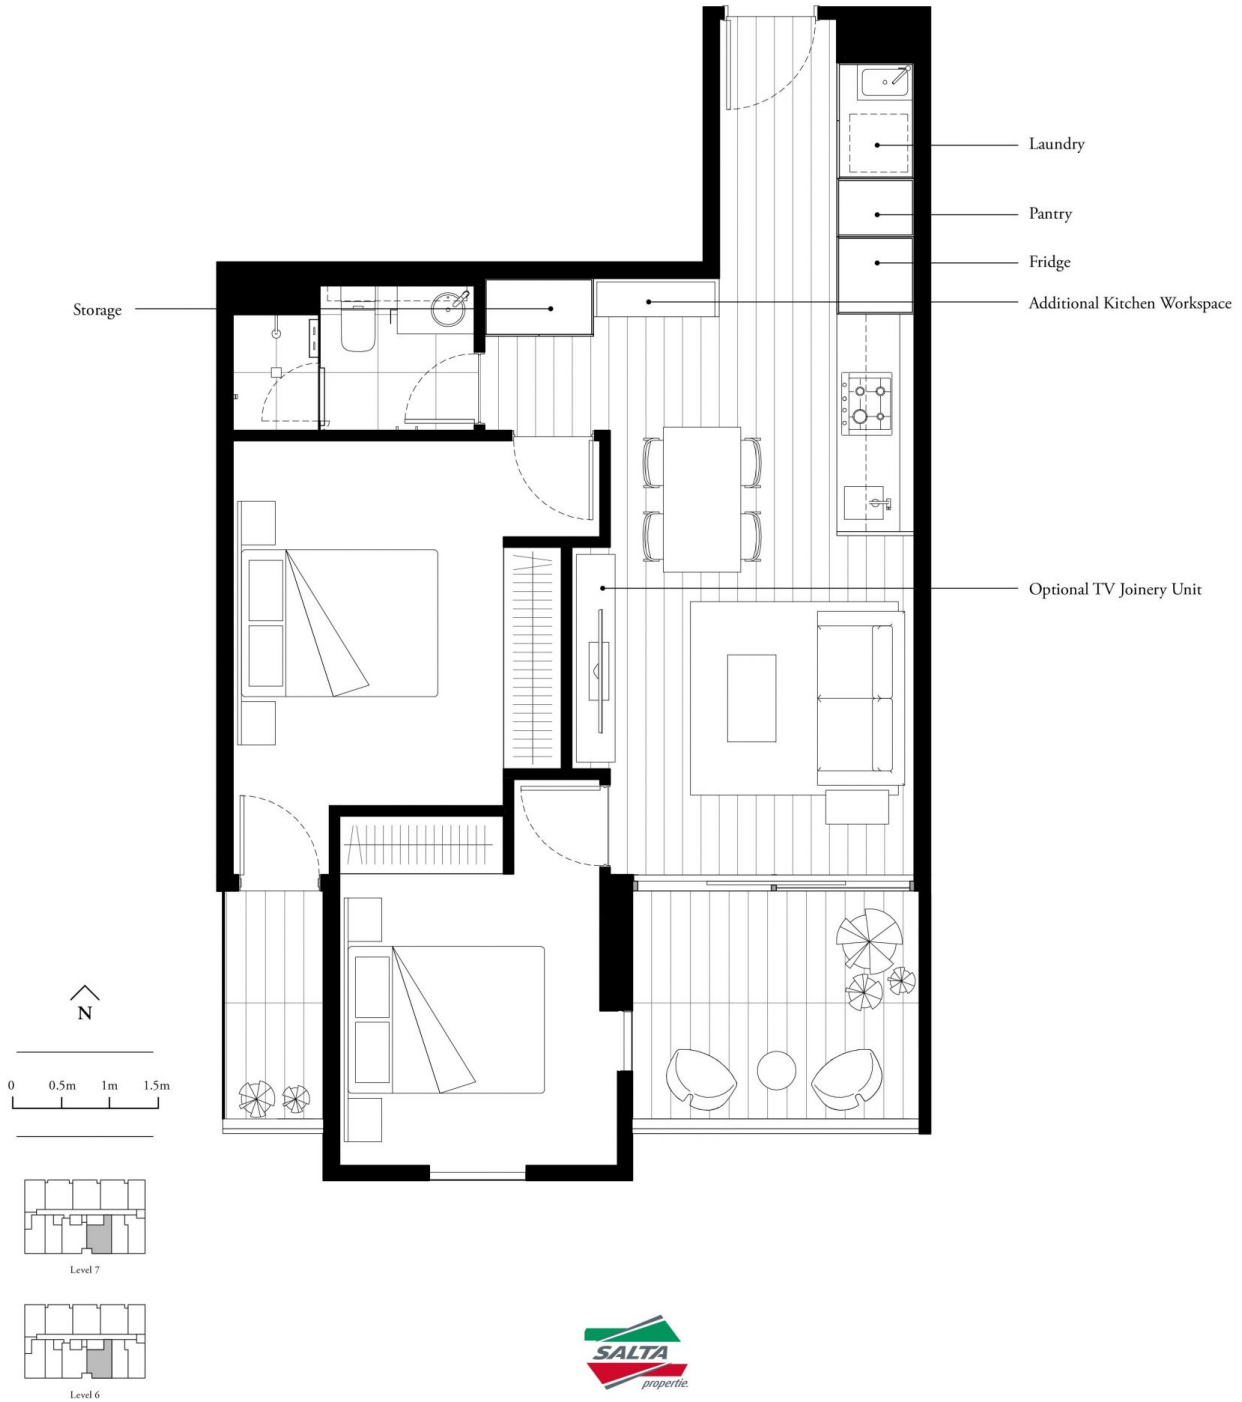 Laundry
Pantry
Fridge
Storage
Additional Kitchen Workspace
Optional TV Joinery Unit
N
0 0.5m 1m 1.5m
Level 7
Level 6
SALTA
propertie.